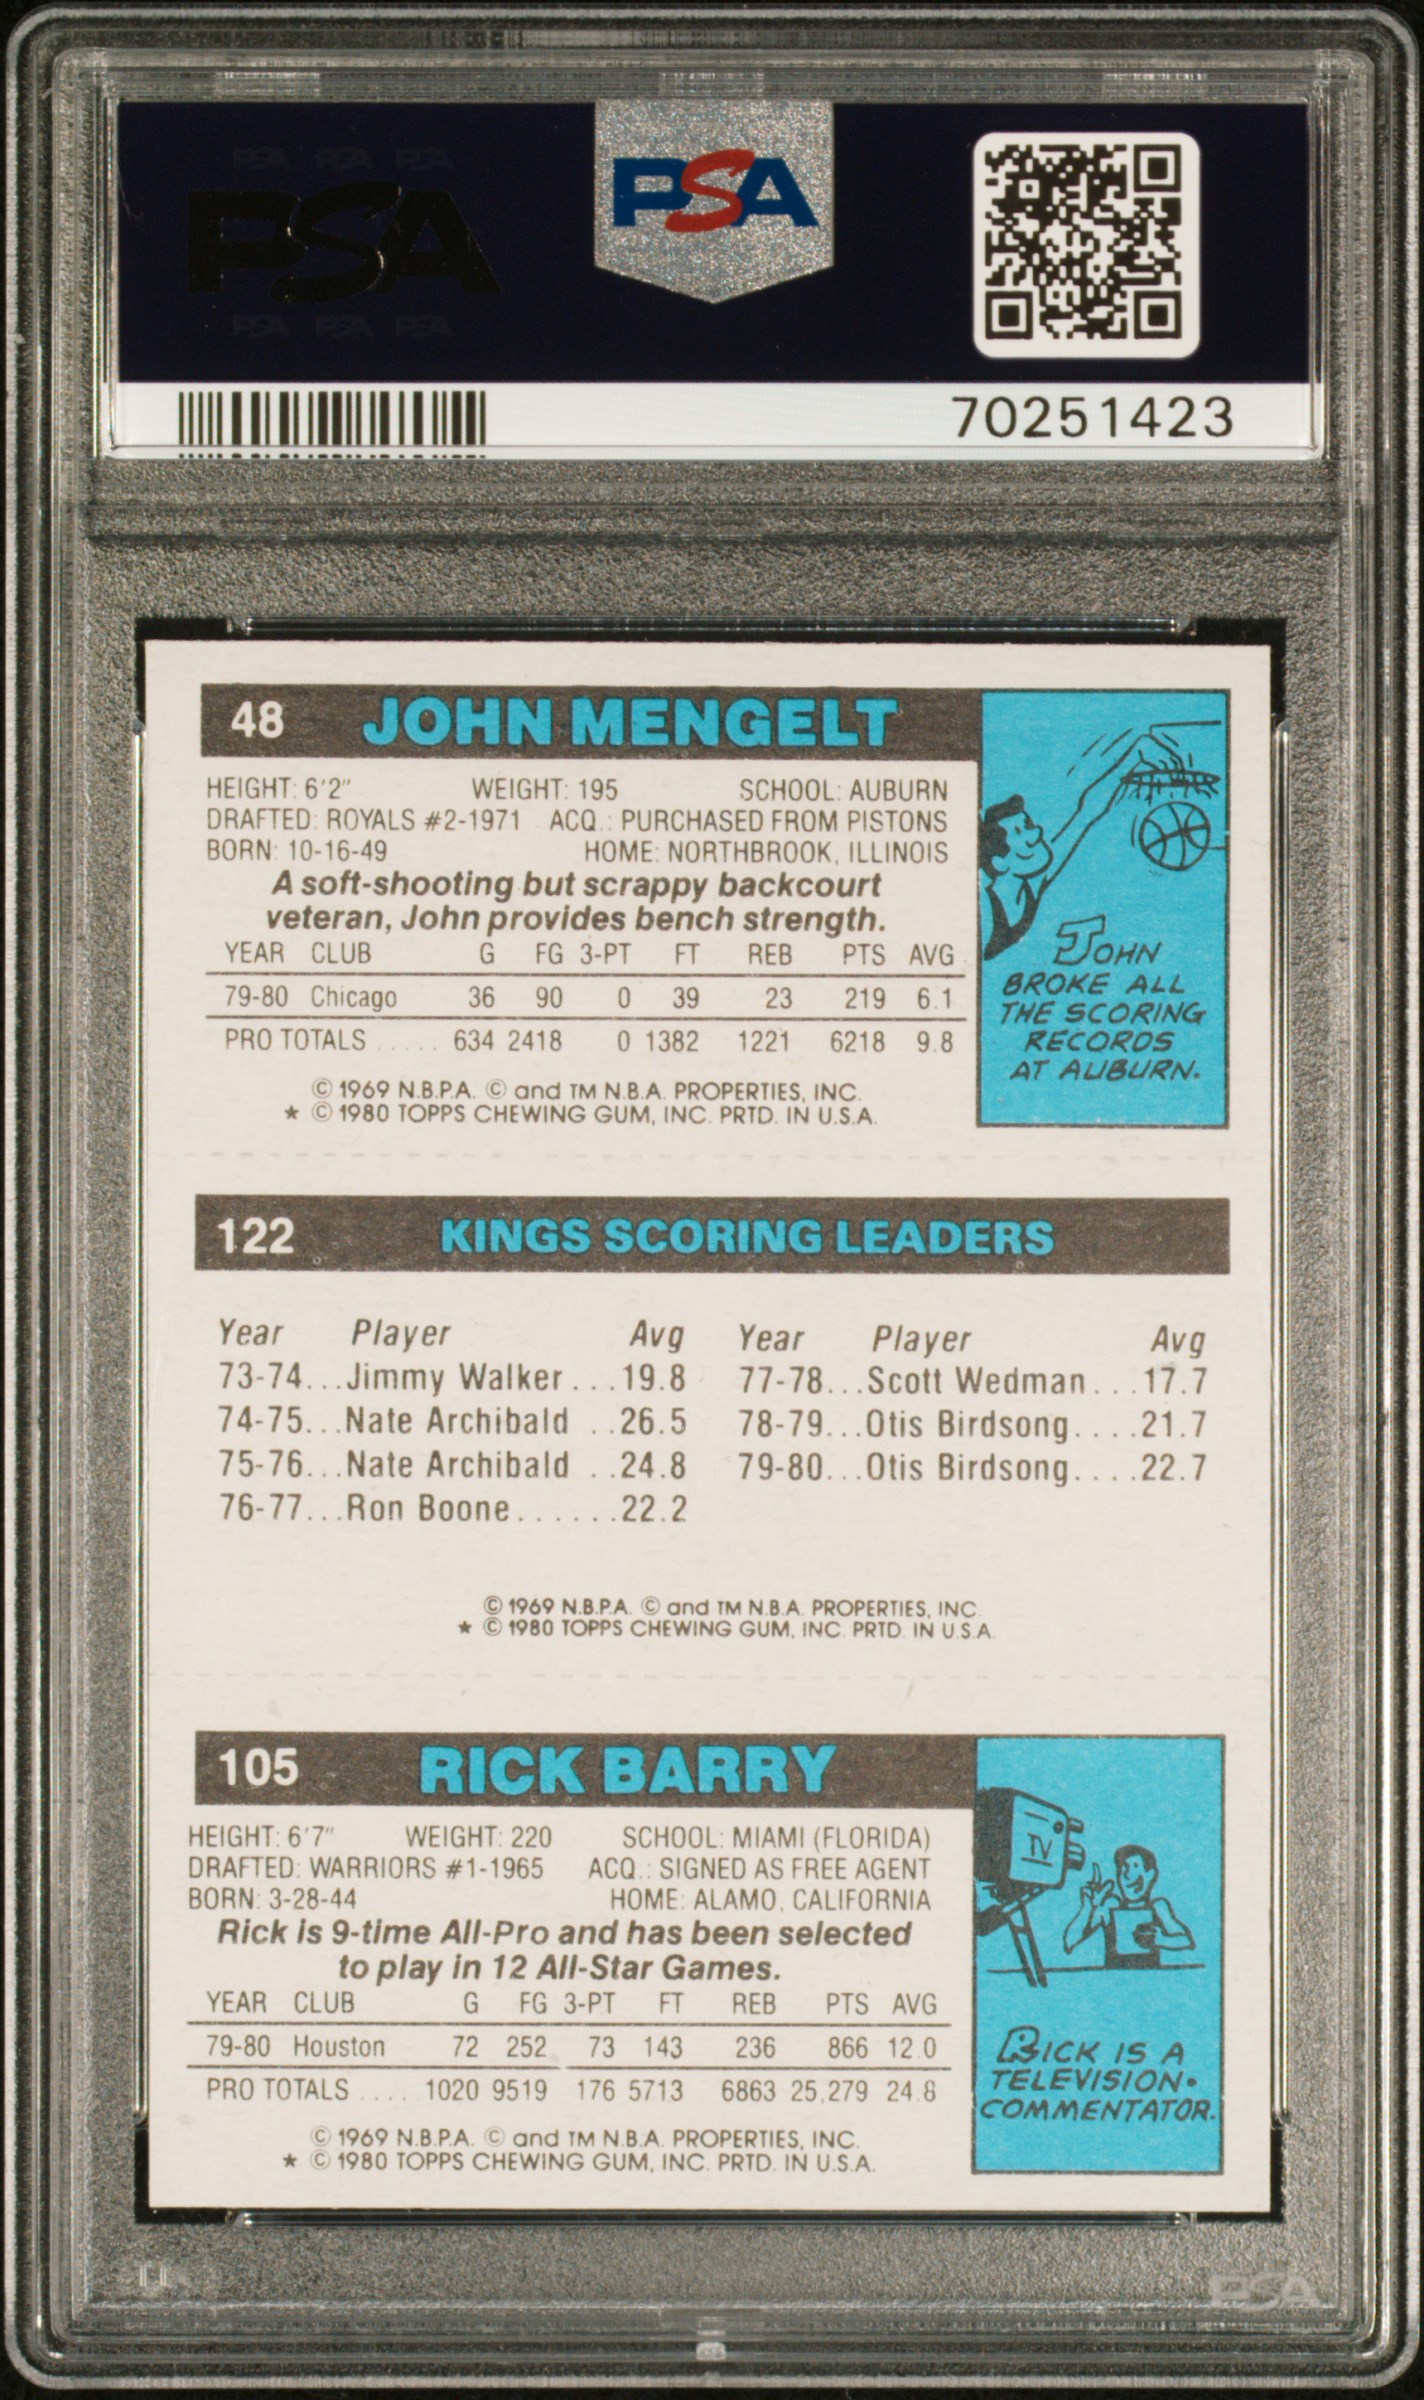 PSA PSA PSA
PSA
PSA PSA PSA
PSA
70251423
48 JOHN MENGELT
HEIGHT: 6'2" WEIGHT: 195 SCHOOL: AUBURN
DRAFTED: ROYALS #2-1971 ACQ.: PURCHASED FROM PISTONS
BORN: 10-16-49 HOME: NORTHBROOK, ILLINOIS
A soft-shooting but scrappy backcourt
veteran, John provides bench strength.
YEAR CLUB G FG 3-PT FT REB PTS AVG
79-80 Chicago 36 90 0 39 23 219 6.1
PRO TOTALS ..... 634 2418 0 1382 1221 6218 9.8
© 1969 N.B.P.A. © and TM N.B.A. PROPERTIES, INC.
★ © 1980 TOPPS CHEWING GUM, INC. PRTD. IN U.S.A.
JOHN
BROKE ALL
THE SCORING
RECORDS
AT AUBURN.
122 KINGS SCORING LEADERS
Year Player Avg Year Player Avg
73-74...Jimmy Walker...19.8 77-78...Scott Wedman...17.7
74-75...Nate Archibald ..26.5 78-79...Otis Birdsong....21.7
75-76...Nate Archibald ..24.8 79-80...Otis Birdsong....22.7
76-77...Ron Boone......22.2
© 1969 N.B.P.A. © and TM N.B.A. PROPERTIES, INC.
★ © 1980 TOPPS CHEWING GUM, INC. PRTD. IN U.S.A.
105 RICK BARRY
HEIGHT: 6'7" WEIGHT: 220 SCHOOL: MIAMI (FLORIDA)
DRAFTED: WARRIORS #1-1965 ACQ.: SIGNED AS FREE AGENT
BORN: 3-28-44 HOME: ALAMO, CALIFORNIA
Rick is 9-time All-Pro and has been selected
to play in 12 All-Star Games.
YEAR CLUB G FG 3-PT FT REB PTS AVG
79-80 Houston 72 252 73 143 236 866 12.0
PRO TOTALS .... 1020 9519 176 5713 6863 25,279 24.8
© 1969 N.B.P.A. © and TM N.B.A. PROPERTIES, INC.
★ © 1980 TOPPS CHEWING GUM, INC. PRTD. IN U.S.A.
TV
RICK IS A
TELEVISION
COMMENTATOR.
PSA